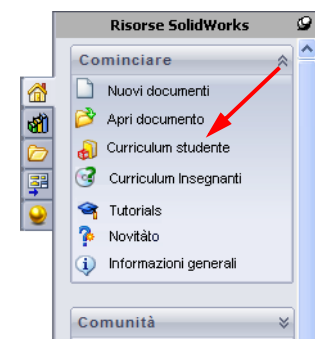 Risorse SolidWorks
Cominciare
Nuovi documenti
Apri documento
Curriculum studente
Curriculum Insegnanti
Tutorials
Novitàto
Informazioni generali
Comunità